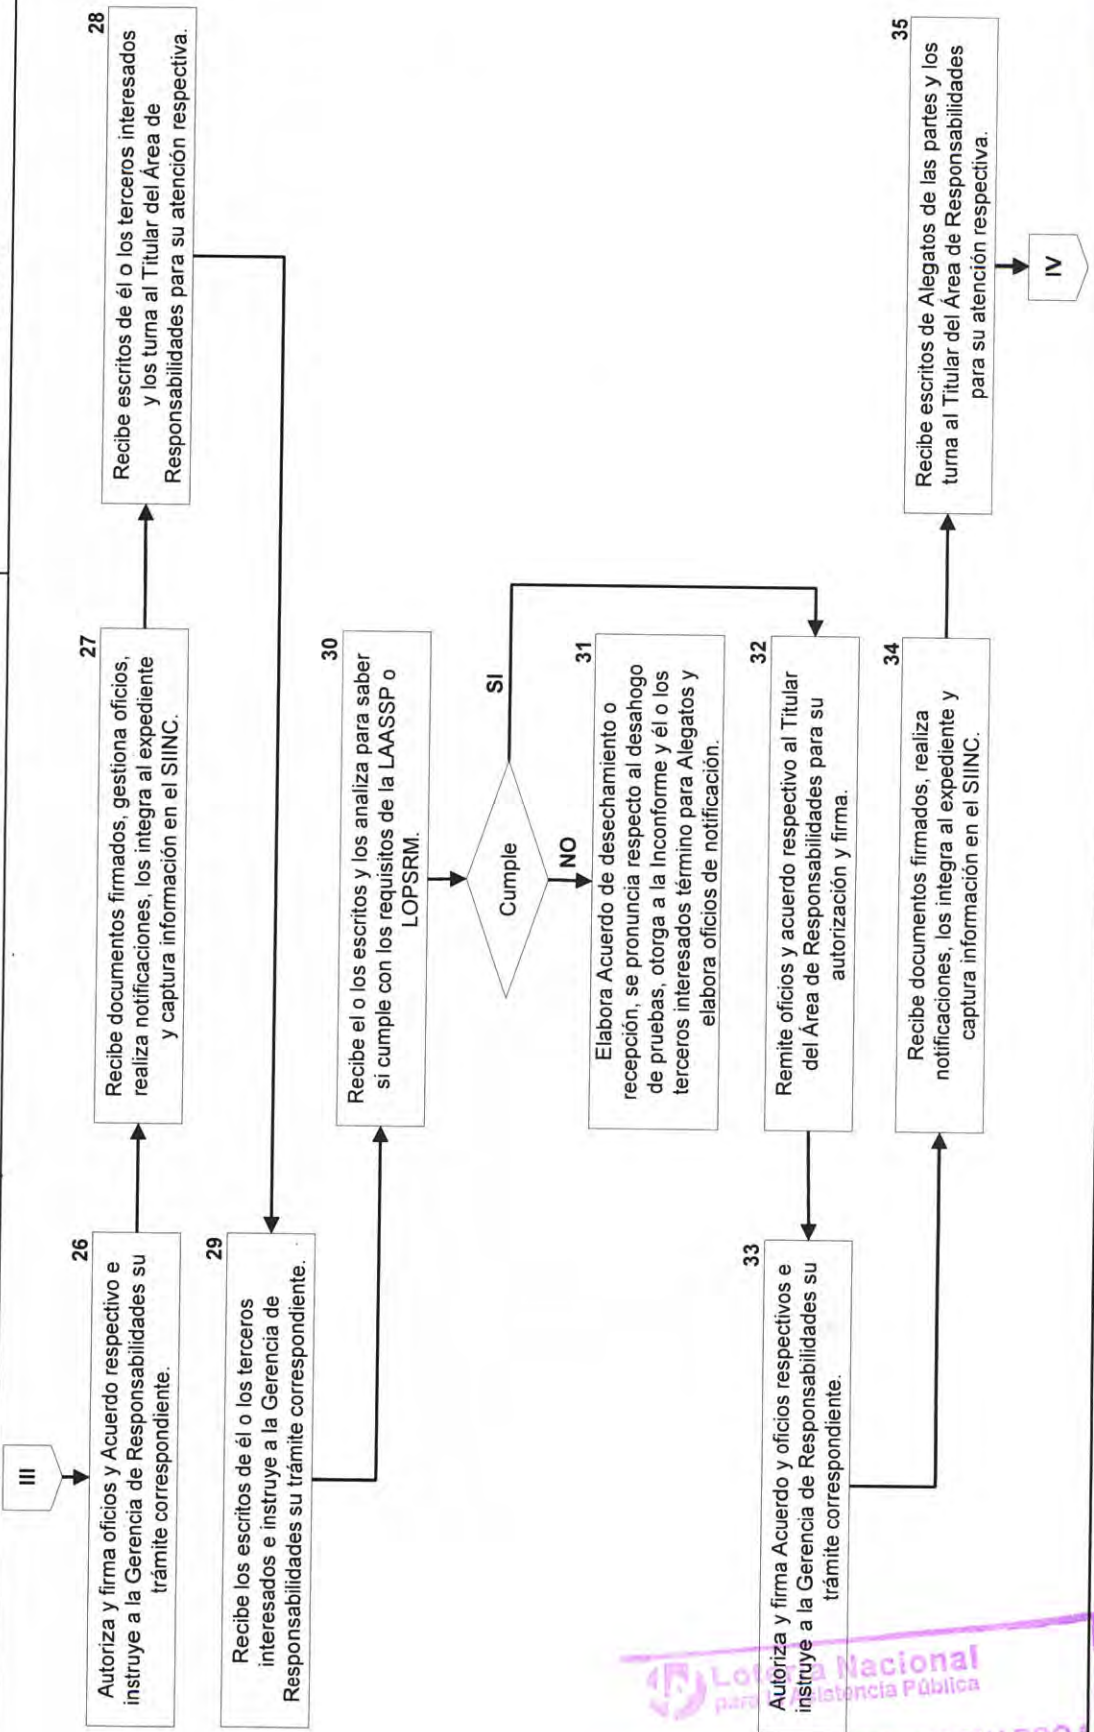 III
26
Autoriza y firma oficios y Acuerdo respectivo e
instruye a la Gerencia de Responsabilidades su
trámite correspondiente.
27
Recibe documentos firmados, gestiona oficios,
realiza notificaciones, los integra al expediente
y captura información en el SIINC.
28
Recibe escritos de él o los terceros interesados
y los turna al Titular del Área de
Responsabilidades para su atención respectiva.
29
Recibe los escritos de él o los terceros
interesados e instruye a la Gerencia de
Responsabilidades su trámite correspondiente.
30
Recibe el o los escritos y los analiza para saber
si cumple con los requisitos de la LAASSP o
LOPSRM.
Cumple
SI
NO
31
Elabora Acuerdo de desechamiento o
recepción, se pronuncia respecto al desahogo
de pruebas, otorga a la Inconforme y él o los
terceros interesados término para Alegatos y
elabora oficios de notificación.
32
Remite oficios y acuerdo respectivo al Titular
del Área de Responsabilidades para su
autorización y firma.
33
Autoriza y firma Acuerdo y oficios respectivos e
instruye a la Gerencia de Responsabilidades su
trámite correspondiente.
34
Recibe documentos firmados, realiza
notificaciones, los integra al expediente y
captura información en el SIINC.
35
Recibe escritos de Alegatos de las partes y los
turna al Titular del Área de Responsabilidades
para su atención respectiva.
IV
Lotería Nacional
para la Asistencia Pública